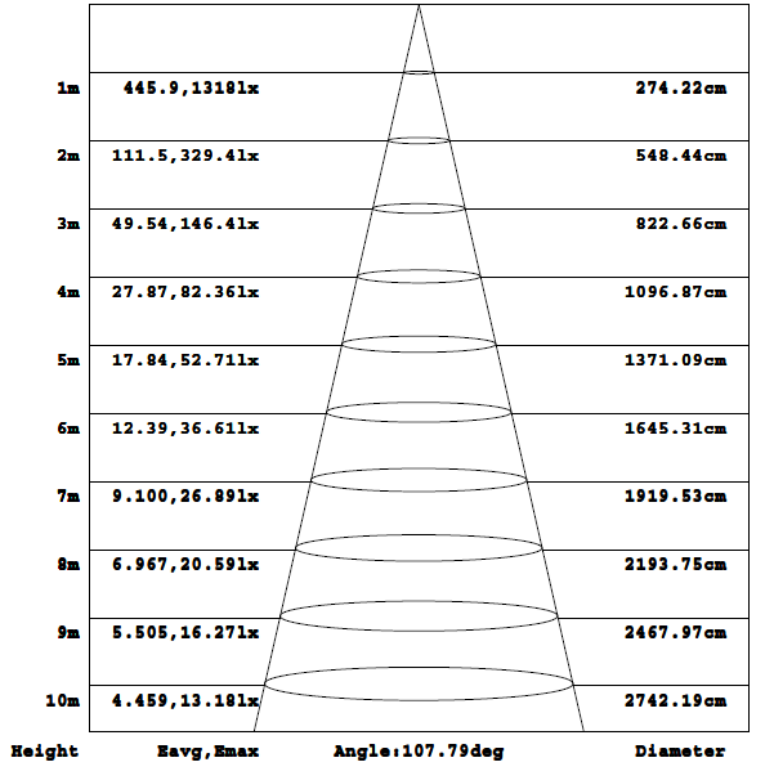 1m 445.9,1318lx 274.22cm
2m 111.5,329.4lx 548.44cm
3m 49.54,146.4lx 822.66cm
4m 27.87,82.36lx 1096.87cm
5m 17.84,52.71lx 1371.09cm
6m 12.39,36.61lx 1645.31cm
7m 9.100,26.89lx 1919.53cm
8m 6.967,20.59lx 2193.75cm
9m 5.505,16.27lx 2467.97cm
10m 4.459,13.18lx 2742.19cm
Height Eavg,Emax Angle:107.79deg Diameter